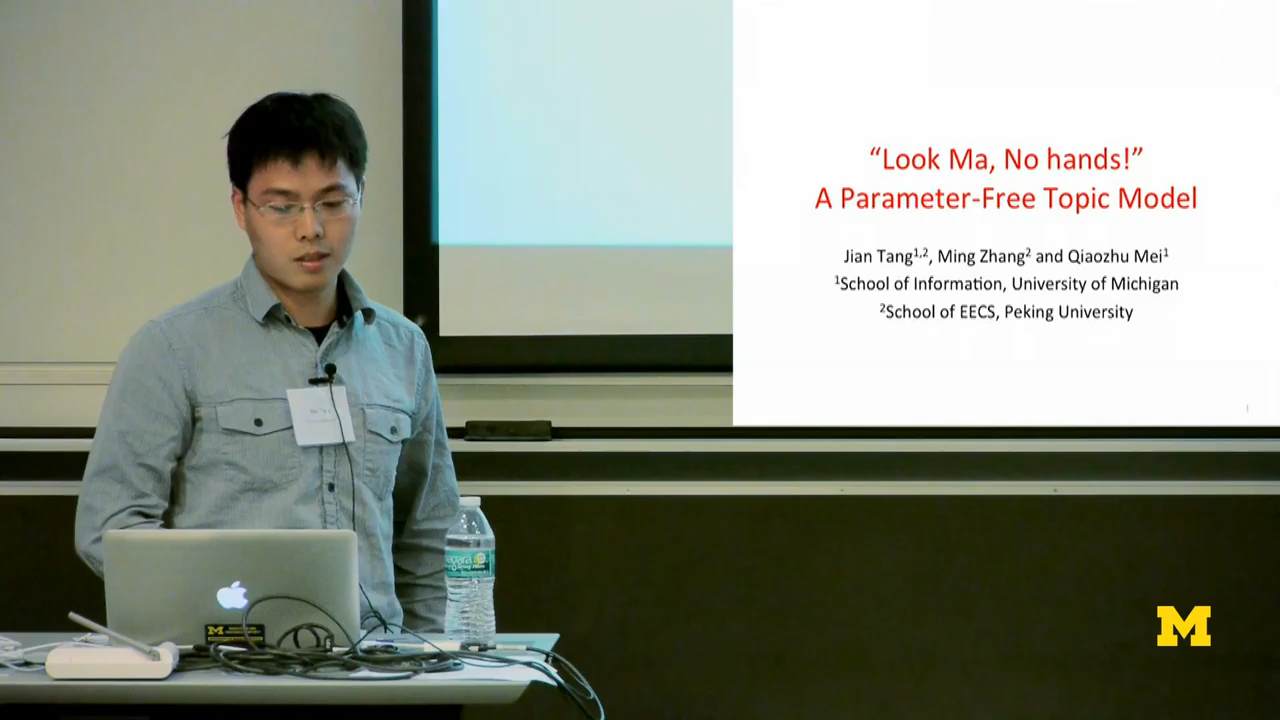 “Look Ma, No hands!”
A Parameter-Free Topic Model
Jian Tang1,2, Ming Zhang2 and Qiaozhu Mei1
1School of Information, University of Michigan
2School of EECS, Peking University
1
M
M